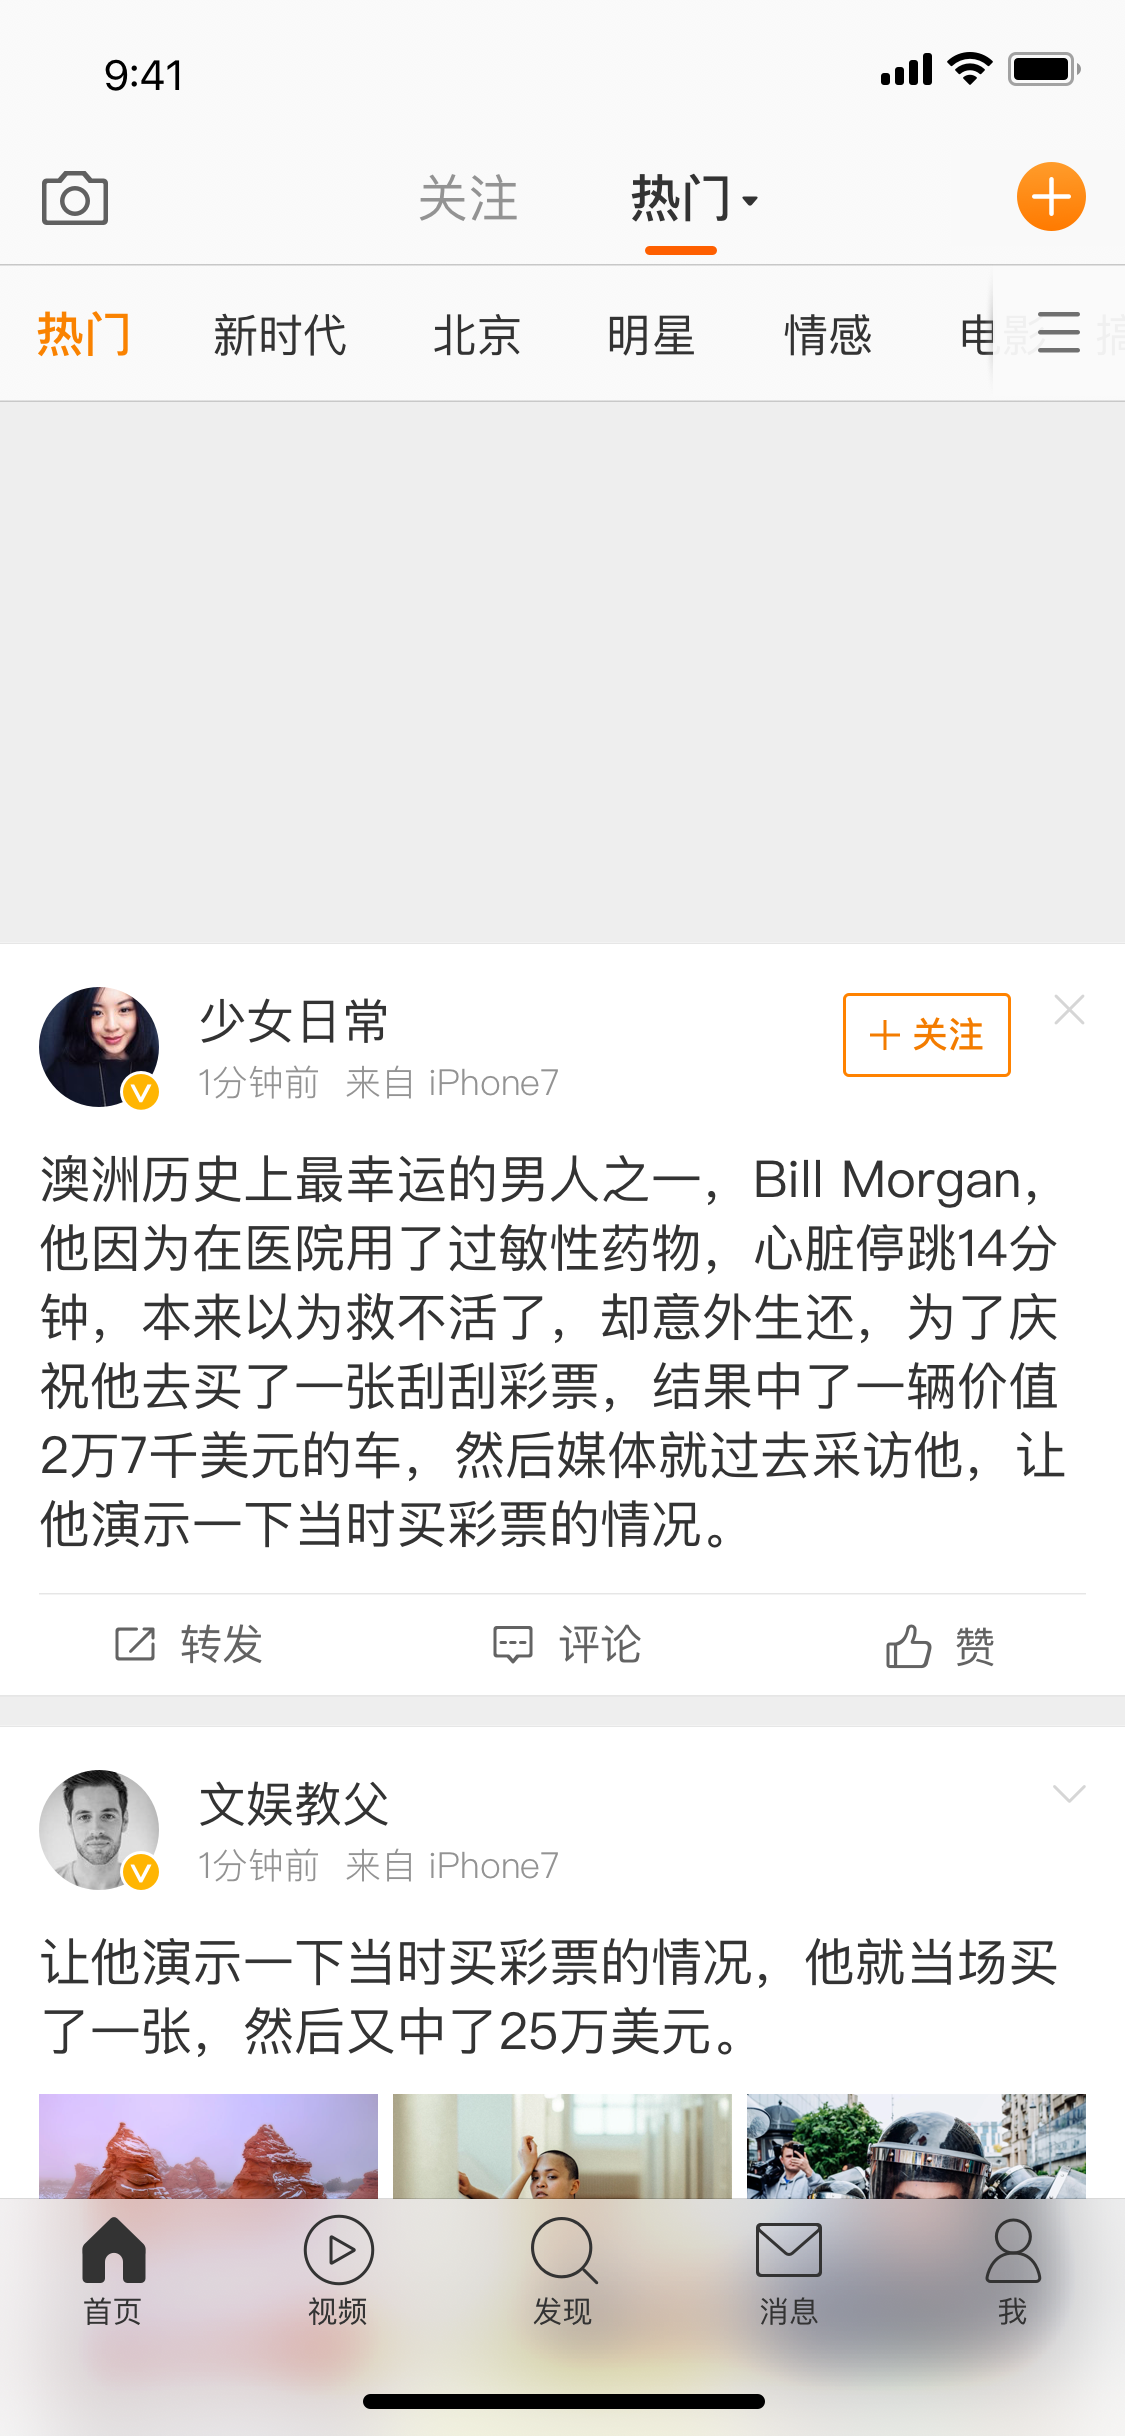 9:41
关注 热门
热门 新时代 北京 明星 情感 电影 搞
少女日常
+ 关注
1分钟前 来自 iPhone7
澳洲历史上最幸运的男人之一，Bill Morgan，
他因为在医院用了过敏性药物，心脏停跳14分
钟，本来以为救不活了，却意外生还，为了庆
祝他去买了一张刮刮彩票，结果中了一辆价值
2万7千美元的车，然后媒体就过去采访他，让
他演示一下当时买彩票的情况。
转发 评论 赞
文娱教父
1分钟前 来自 iPhone7
让他演示一下当时买彩票的情况，他就当场买
了一张，然后又中了25万美元。
首页 视频 发现 消息 我